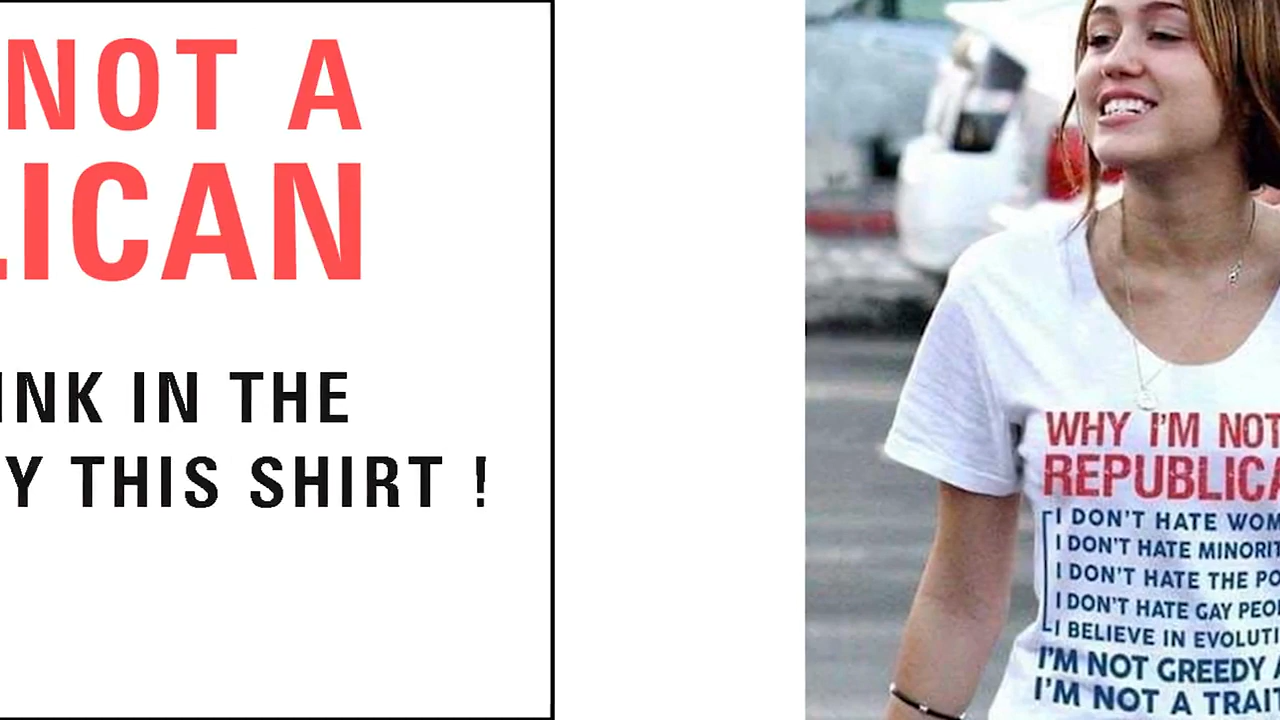 NOT A
LICAN
INK IN THE
Y THIS SHIRT !
WHY I'M NOT
REPUBLICA
I DON'T HATE WOM
I DON'T HATE MINORIT
I DON'T HATE THE PO
I DON'T HATE GAY PEOP
I BELIEVE IN EVOLUTI
I'M NOT GREEDY A
I'M NOT A TRAIT